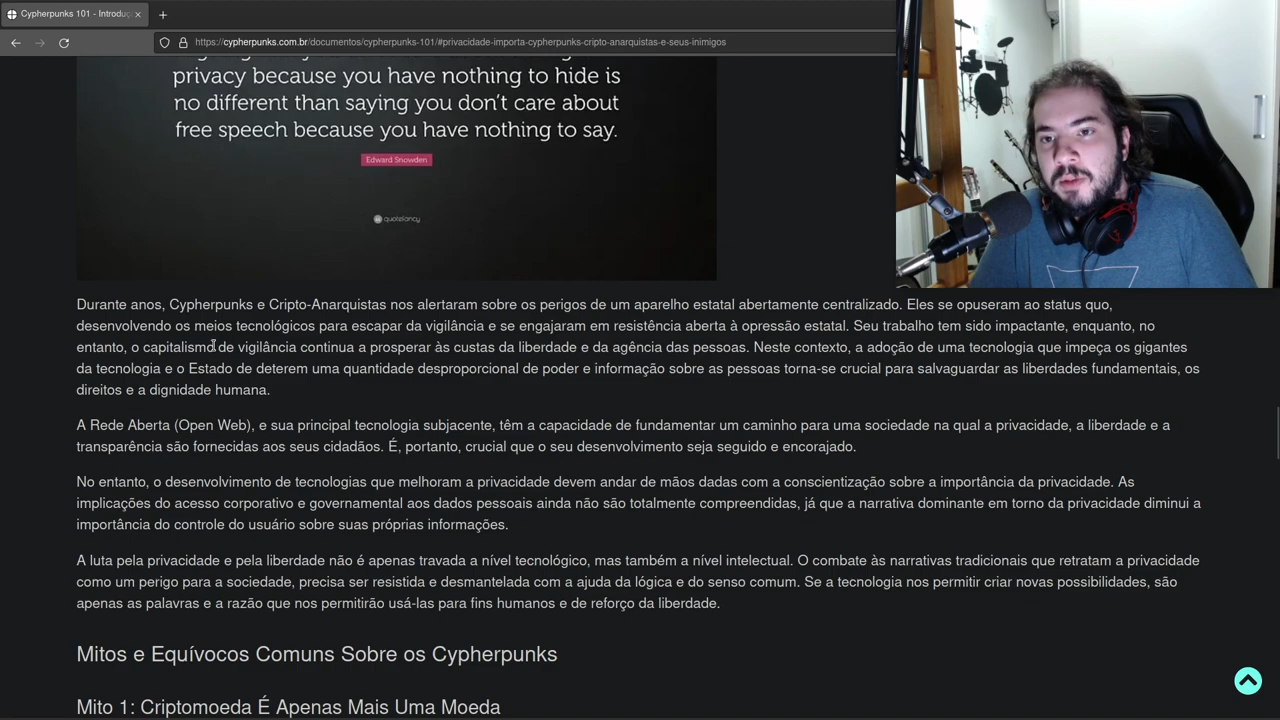 Cypherpunks 101 - Introduç
https://cypherpunks.com.br/documentos/cypherpunks-101/#privacidade-importa-cypherpunks-cripto-anarquistas-e-seus-inimigos
privacy because you have nothing to hide is
no different than saying you don't care about
free speech because you have nothing to say.
Edward Snowden
quotefancy
Durante anos, Cypherpunks e Cripto-Anarquistas nos alertaram sobre os perigos de um aparelho estatal abertamente centralizado. Eles se opuseram ao status quo,
desenvolvendo os meios tecnológicos para escapar da vigilância e se engajaram em resistência aberta à opressão estatal. Seu trabalho tem sido impactante, enquanto, no
entanto, o capitalismo de vigilância continua a prosperar às custas da liberdade e da agência das pessoas. Neste contexto, a adoção de uma tecnologia que impeça os gigantes
da tecnologia e o Estado de deterem uma quantidade desproporcional de poder e informação sobre as pessoas torna-se crucial para salvaguardar as liberdades fundamentais, os
direitos e a dignidade humana.
A Rede Aberta (Open Web), e sua principal tecnologia subjacente, têm a capacidade de fundamentar um caminho para uma sociedade na qual a privacidade, a liberdade e a
transparência são fornecidas aos seus cidadãos. É, portanto, crucial que o seu desenvolvimento seja seguido e encorajado.
No entanto, o desenvolvimento de tecnologias que melhoram a privacidade devem andar de mãos dadas com a conscientização sobre a importância da privacidade. As
implicações do acesso corporativo e governamental aos dados pessoais ainda não são totalmente compreendidas, já que a narrativa dominante em torno da privacidade diminui a
importância do controle do usuário sobre suas próprias informações.
A luta pela privacidade e pela liberdade não é apenas travada a nível tecnológico, mas também a nível intelectual. O combate às narrativas tradicionais que retratam a privacidade
como um perigo para a sociedade, precisa ser resistida e desmantelada com a ajuda da lógica e do senso comum. Se a tecnologia nos permitir criar novas possibilidades, são
apenas as palavras e a razão que nos permitirão usá-las para fins humanos e de reforço da liberdade.
Mitos e Equívocos Comuns Sobre os Cypherpunks
Mito 1: Criptomoeda É Apenas Mais Uma Moeda